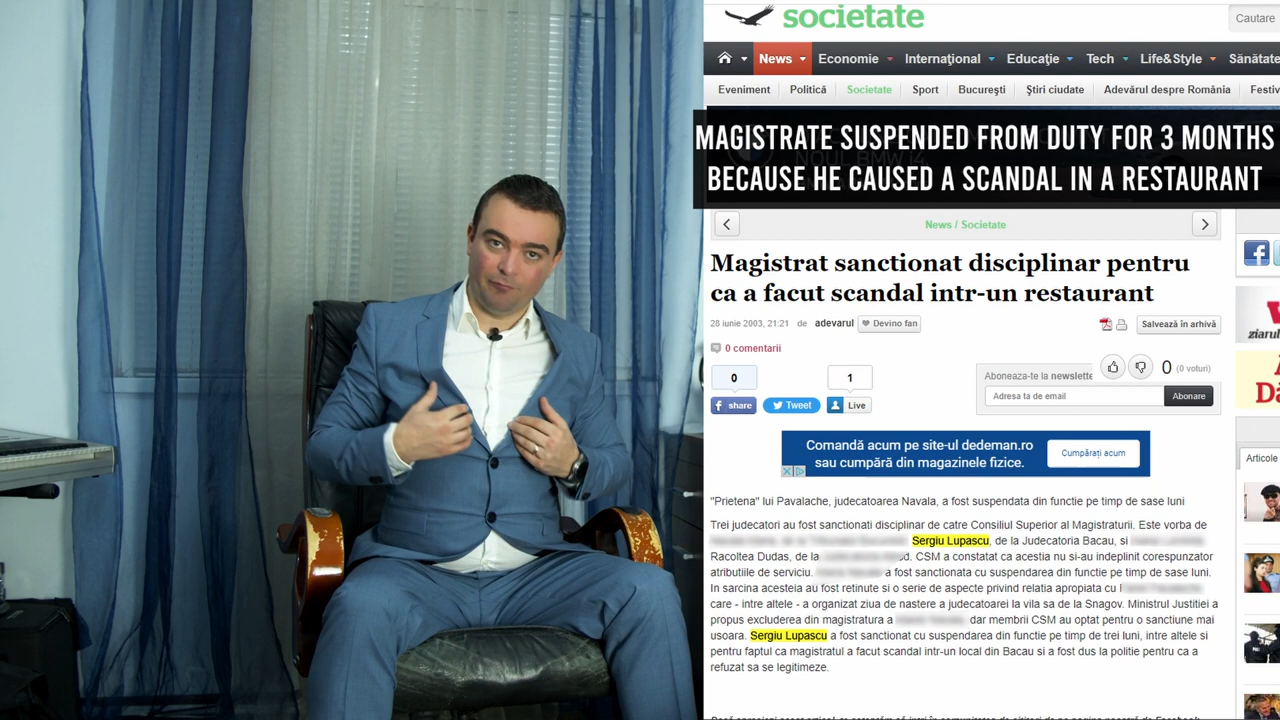 societate
Cautare
News
Economie
Internaţional
Educaţie
Tech
Life&Style
Sănătate
Eveniment
Politică
Societate
Sport
Bucureşti
Ştiri ciudate
Adevărul despre România
Festiv
MAGISTRATE SUSPENDED FROM DUTY FOR 3 MONTHS
BECAUSE HE CAUSED A SCANDAL IN A RESTAURANT
News / Societate
Magistrat sanctionat disciplinar pentru
ca a facut scandal intr-un restaurant
28 iunie 2003, 21:21 de adevarul
Devino fan
Salvează în arhivă
0 comentarii
0
1
share
Tweet
Live
Aboneaza-te la newslette
0 (0 voturi)
Adresa ta de email
Abonare
ziarul
Comandă acum pe site-ul dedeman.ro
sau cumpără din magazinele fizice.
Cumpărați acum
Articole
"Prietena" lui Pavalache, judecatoarea Navala, a fost suspendata din functie pe timp de sase luni
Trei judecatori au fost sanctionati disciplinar de catre Consiliul Superior al Magistraturii. Este vorba de
Sergiu Lupascu, de la Judecatoria Bacau, si
Racoltea Dudas, de la d. CSM a constatat ca acestia nu si-au indeplinit corespunzator
atributiile de serviciu. a fost sanctionata cu suspendarea din functie pe timp de sase luni.
In sarcina acesteia au fost retinute si o serie de aspecte privind relatia apropiata cu
care - intre altele - a organizat ziua de nastere a judecatoarei la vila sa de la Snagov. Ministrul Justitiei a
propus excluderea din magistratura a dar membrii CSM au optat pentru o sanctiune mai
usoara. Sergiu Lupascu a fost sanctionat cu suspendarea din functie pe timp de trei luni, intre altele si
pentru faptul ca magistratul a facut scandal intr-un local din Bacau si a fost dus la politie pentru ca a
refuzat sa se legitimeze.